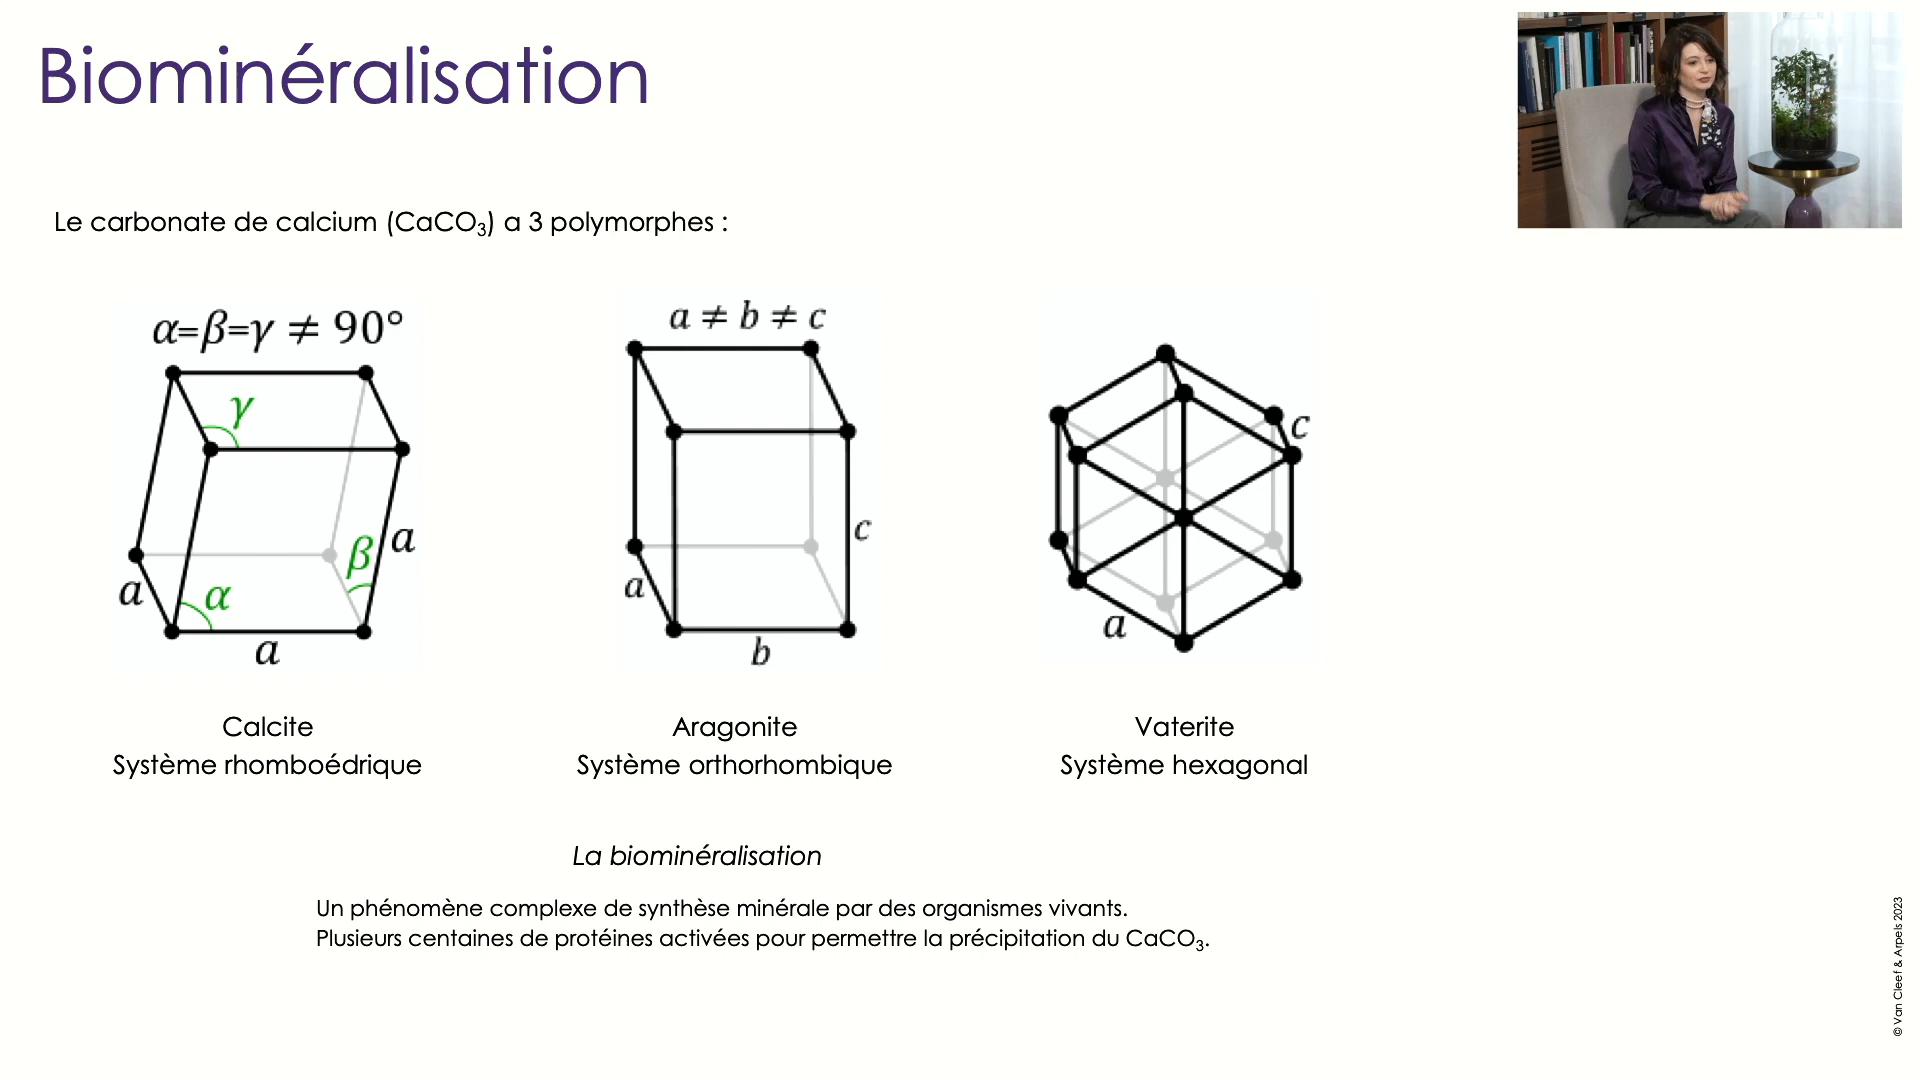 Biominéralisation
Le carbonate de calcium (CaCO₃) a 3 polymorphes :
α=β=γ ≠ 90°
γ
β
a
a
α
a
a ≠ b ≠ c
c
a
b
c
a
Calcite
Système rhomboédrique
Aragonite
Système orthorhombique
Vaterite
Système hexagonal
La biominéralisation
Un phénomène complexe de synthèse minérale par des organismes vivants.
Plusieurs centaines de protéines activées pour permettre la précipitation du CaCO₃.
© Van Cleef & Arpels 2023